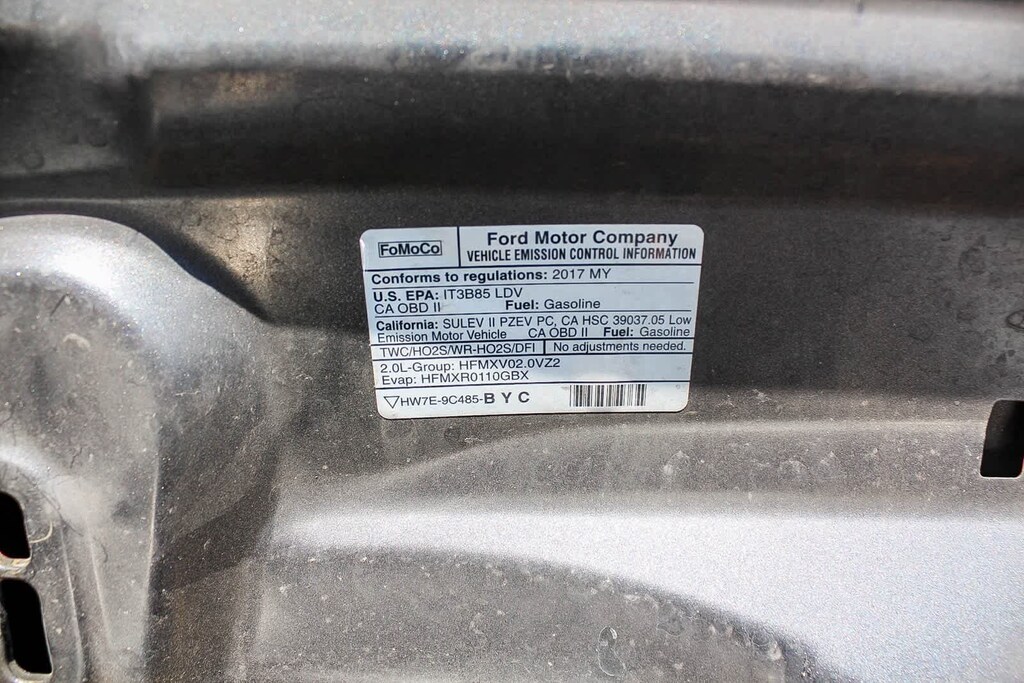 FoMoCo
Ford Motor Company
VEHICLE EMISSION CONTROL INFORMATION
Conforms to regulations: 2017 MY
U.S. EPA: IT3B85 LDV
CA OBD II Fuel: Gasoline
California: SULEV II PZEV PC, CA HSC 39037.05 Low
Emission Motor Vehicle CA OBD II Fuel: Gasoline
TWC/HO2S/WR-HO2S/DFI No adjustments needed.
2.0L-Group: HFMXV02.0VZ2
Evap: HFMXR0110GBX
▽HW7E-9C485-B Y C